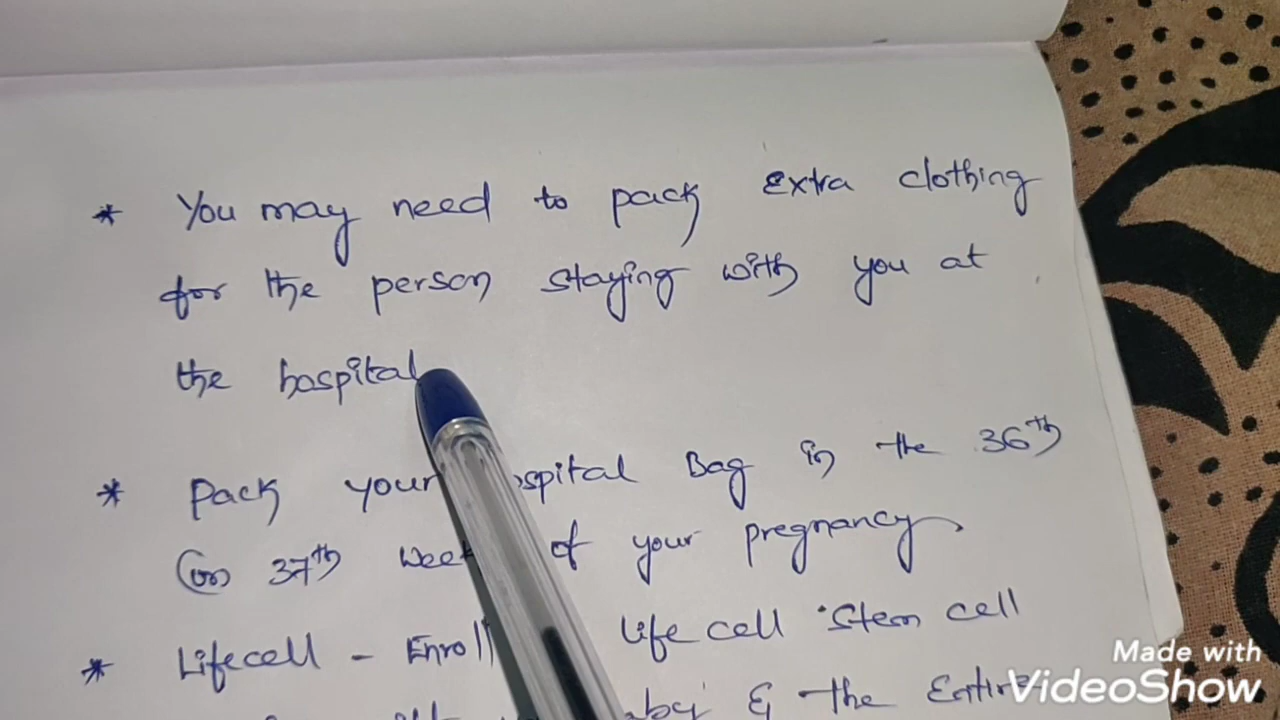 * You may need to pack extra clothing
for the person staying with you at
the hospital
* Pack your ospital Bag in the 36th
(or) 37th Week of your pregnancy.
* Lifecell - Enroll Life cell Stem cell
& the Entire
Made with
VideoShow